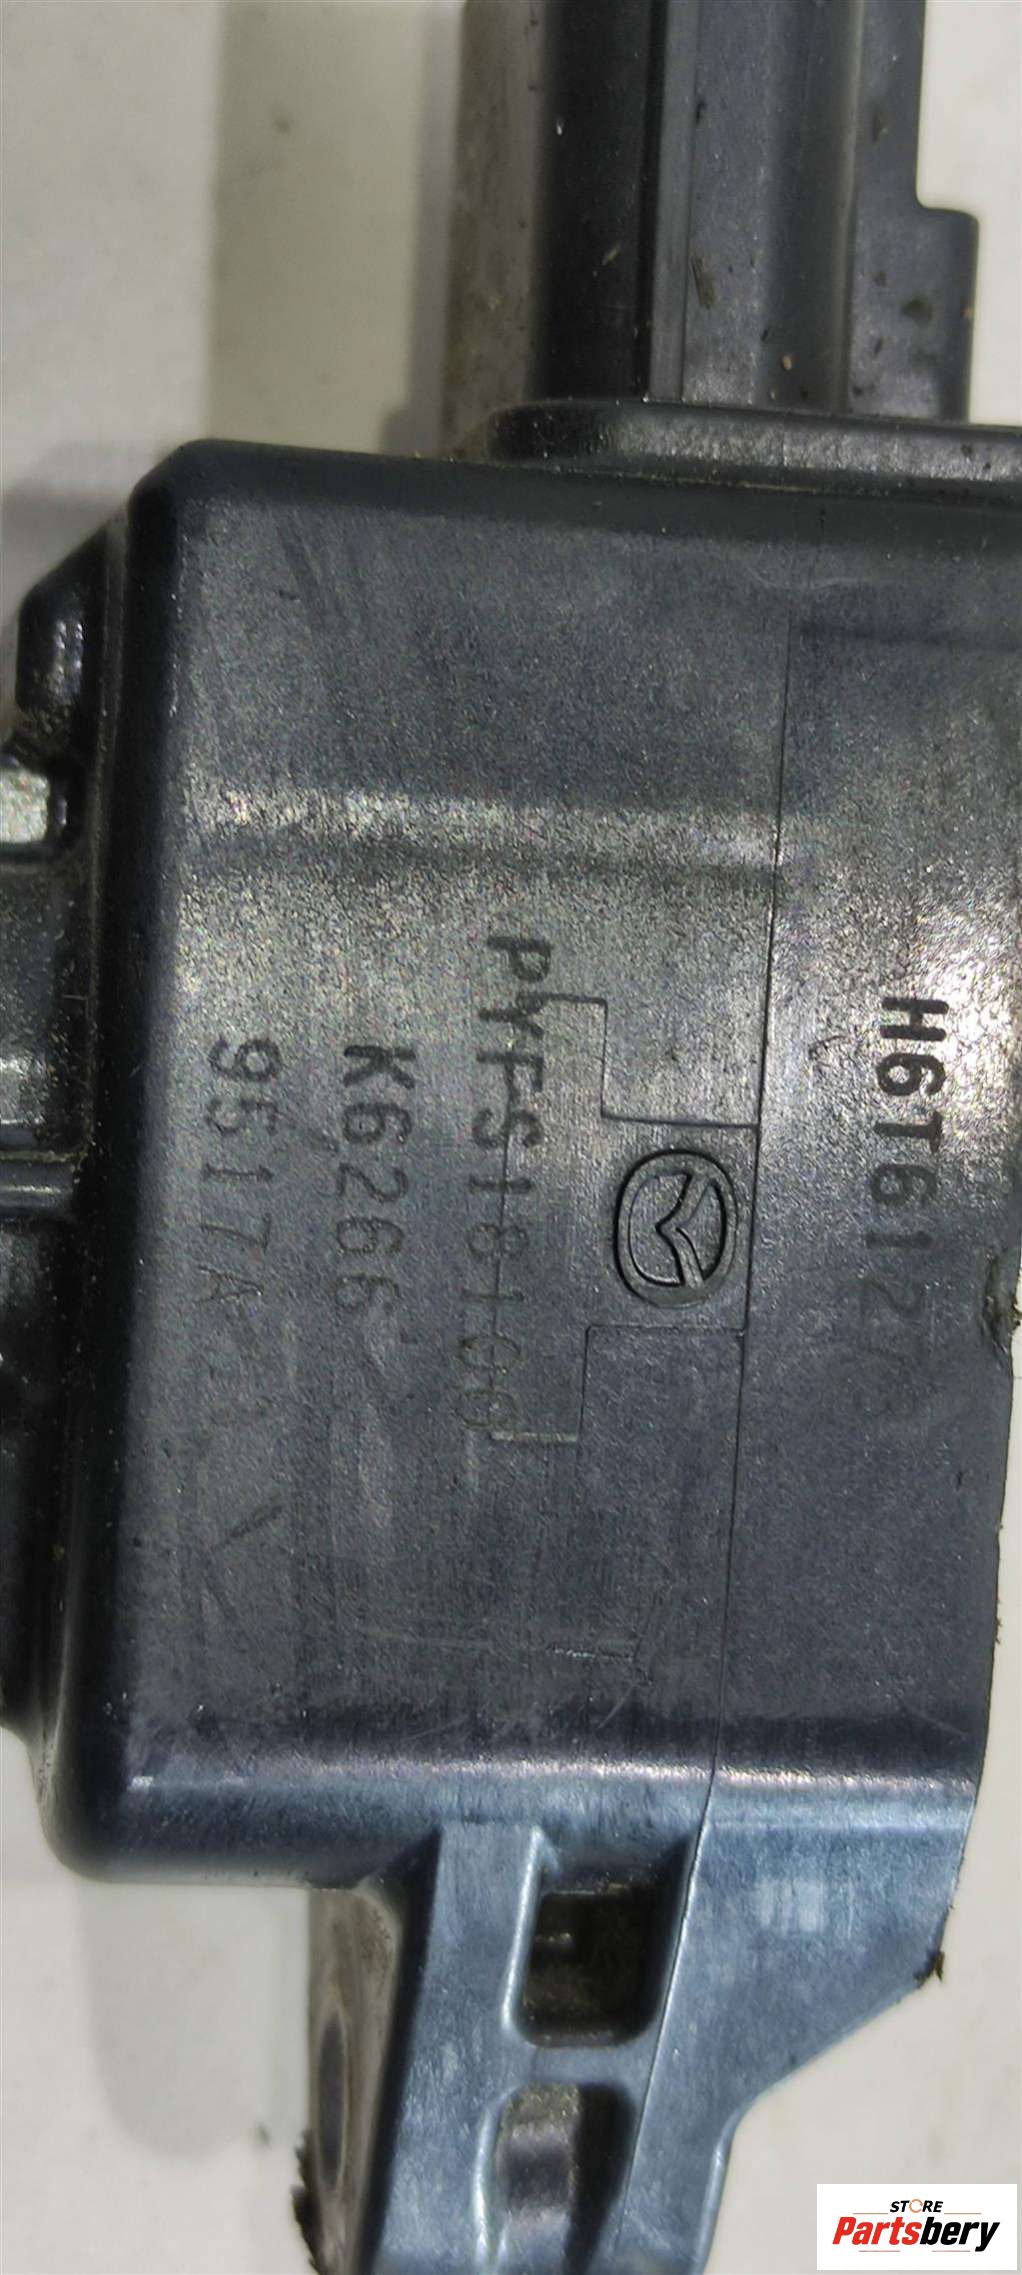 H6T61273
PYFS18100
K6266
9517A
STORE
Partsbery